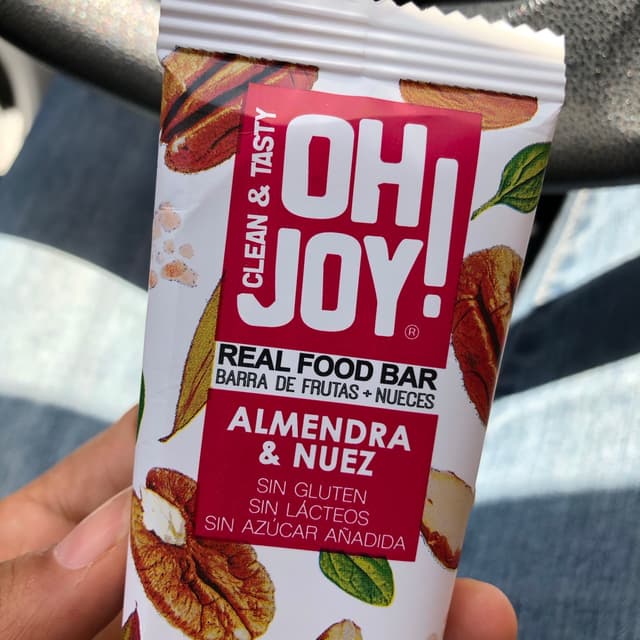 CLEAN & TASTY
OH
JOY!
®
REAL FOOD BAR
BARRA DE FRUTAS + NUECES
ALMENDRA
& NUEZ
SIN GLUTEN
SIN LÁCTEOS
SIN AZÚCAR AÑADIDA